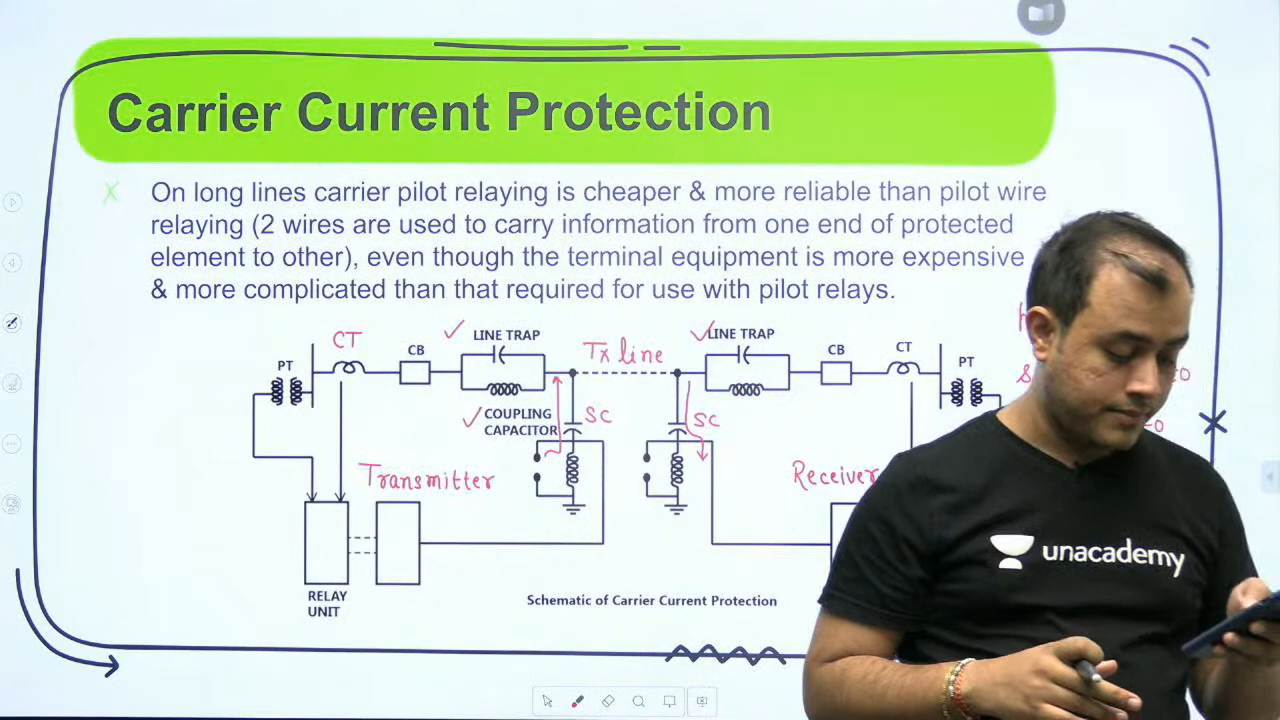 Carrier Current Protection
On long lines carrier pilot relaying is cheaper & more reliable than pilot wire
relaying (2 wires are used to carry information from one end of protected
element to other), even though the terminal equipment is more expensive
& more complicated than that required for use with pilot relays.
CT
LINE TRAP
Tx line
LINE TRAP
PT
CB
CB
CT
PT
COUPLING
CAPACITOR
SC
SC
Transmitter
Receiver
RELAY
UNIT
Schematic of Carrier Current Protection
unacademy